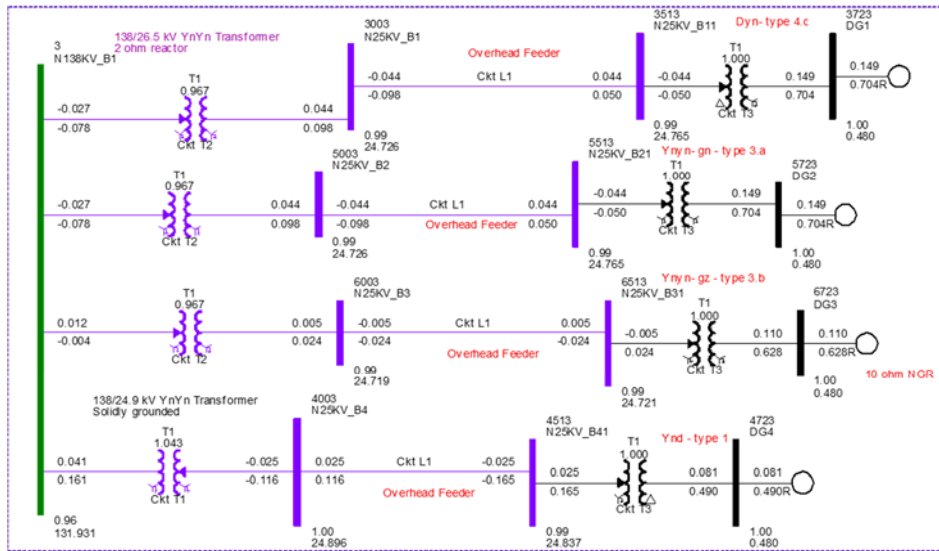 138/26.5 kV YnYn Transformer
2 ohm reactor
3
N138KV_B1
T1
0.967
-0.027
-0.078
Ckt T2
0.044
0.098
3003
N25KV_B1
0.99
24.726
-0.044
-0.098
Ckt L1
Overhead Feeder
0.044
0.050
3513
N25KV_B11
0.99
24.765
-0.044
-0.050
Dyn- type 4.c
T1
1.000
Ckt T3
0.149
0.704
3723
DG1
1.00
0.480
0.149
0.704R
T1
0.967
-0.027
-0.078
Ckt T2
0.044
0.098
5003
N25KV_B2
0.99
24.726
-0.044
-0.098
Ckt L1
Overhead Feeder
0.044
0.050
5513
N25KV_B21
0.99
24.765
-0.044
-0.050
Ynyn- gn - type 3.a
T1
1.000
Ckt T3
0.149
0.704
5723
DG2
1.00
0.480
0.149
0.704R
T1
0.967
0.012
-0.004
Ckt T2
0.005
0.024
6003
N25KV_B3
0.99
24.719
-0.005
-0.024
Ckt L1
Overhead Feeder
0.005
-0.024
6513
N25KV_B31
0.99
24.721
-0.005
0.024
Ynyn- gz - type 3.b
T1
1.000
Ckt T3
0.110
0.628
6723
DG3
1.00
0.480
0.110
0.628R
10 ohm NGR
138/24.9 kV YnYn Transformer
Solidly grounded
T1
1.043
0.041
0.161
Ckt T1
-0.025
-0.116
4003
N25KV_B4
1.00
24.896
0.025
0.116
Ckt L1
Overhead Feeder
-0.025
-0.165
4513
N25KV_B41
0.99
24.837
0.025
0.165
Ynd - type 1
T1
1.000
Ckt T3
0.081
0.490
4723
DG4
1.00
0.480
0.081
0.490R
0.96
131.931